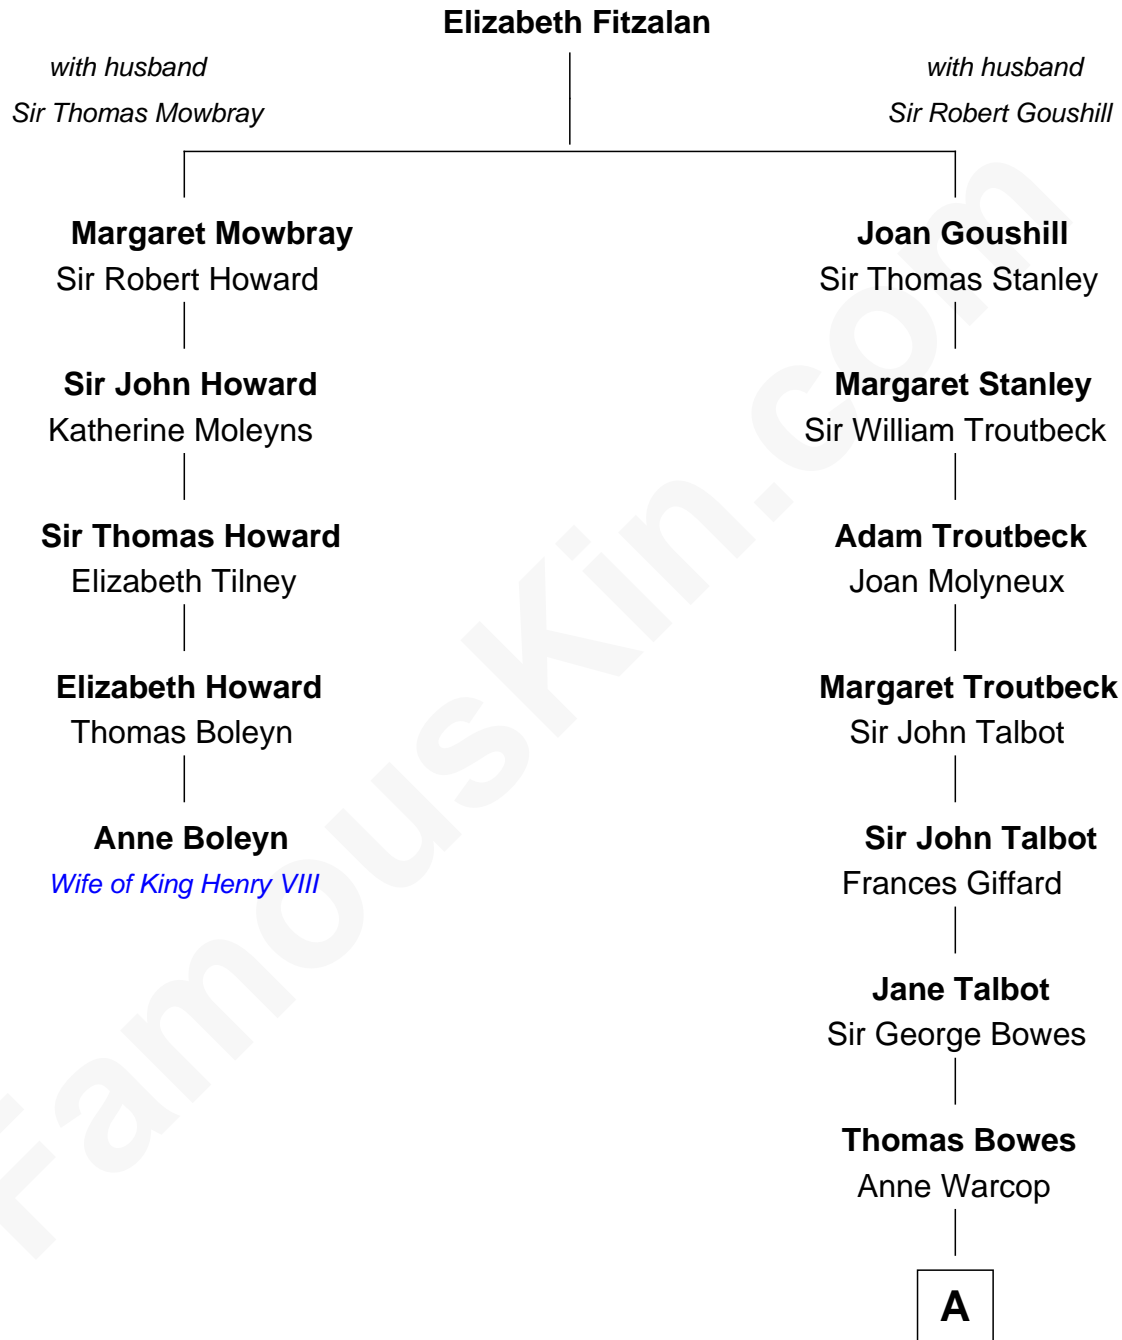 Elizabeth Fitzalan
with husband
Sir Thomas Mowbray
with husband
Sir Robert Goushill
Margaret Mowbray
Sir Robert Howard
Sir John Howard
Katherine Moleyns
Sir Thomas Howard
Elizabeth Tilney
Elizabeth Howard
Thomas Boleyn
Anne Boleyn
Wife of King Henry VIII
Joan Goushill
Sir Thomas Stanley
Margaret Stanley
Sir William Troutbeck
Adam Troutbeck
Joan Molyneux
Margaret Troutbeck
Sir John Talbot
Sir John Talbot
Frances Giffard
Jane Talbot
Sir George Bowes
Thomas Bowes
Anne Warcop
A
FamousKin.com